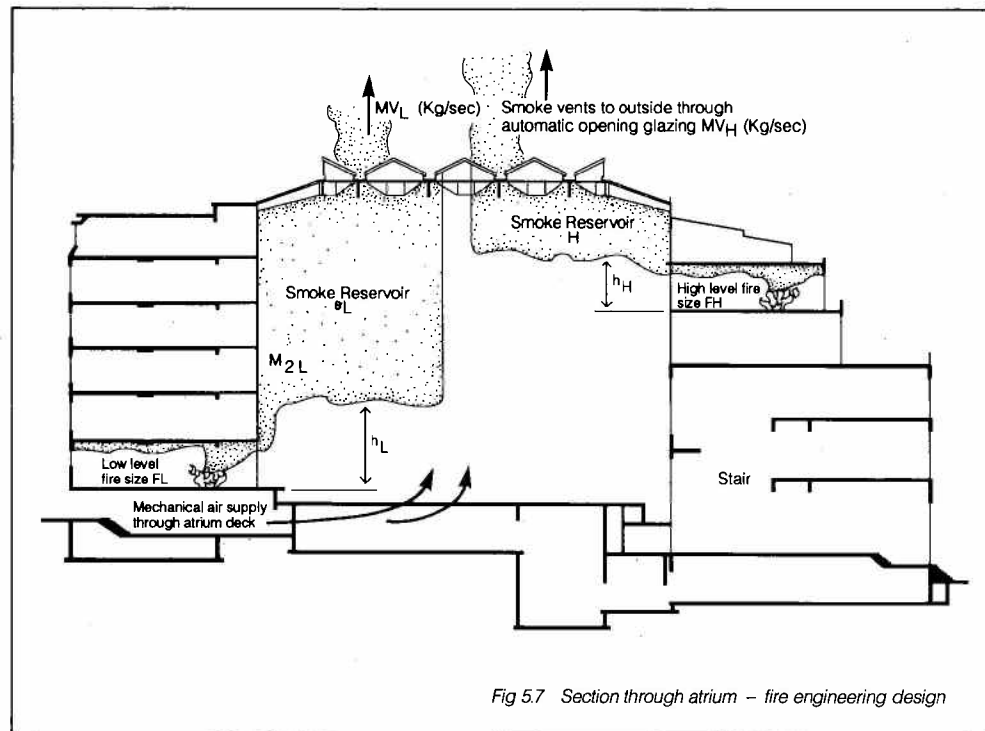 MVL (Kg/sec)
Smoke vents to outside through
automatic opening glazing MVH (Kg/sec)
Smoke Reservoir
H
hH
High level fire
size FH
Smoke Reservoir
L
M2L
hL
Low level
fire size FL
Mechanical air supply
through atrium deck
Stair
Fig 5.7 Section through atrium – fire engineering design